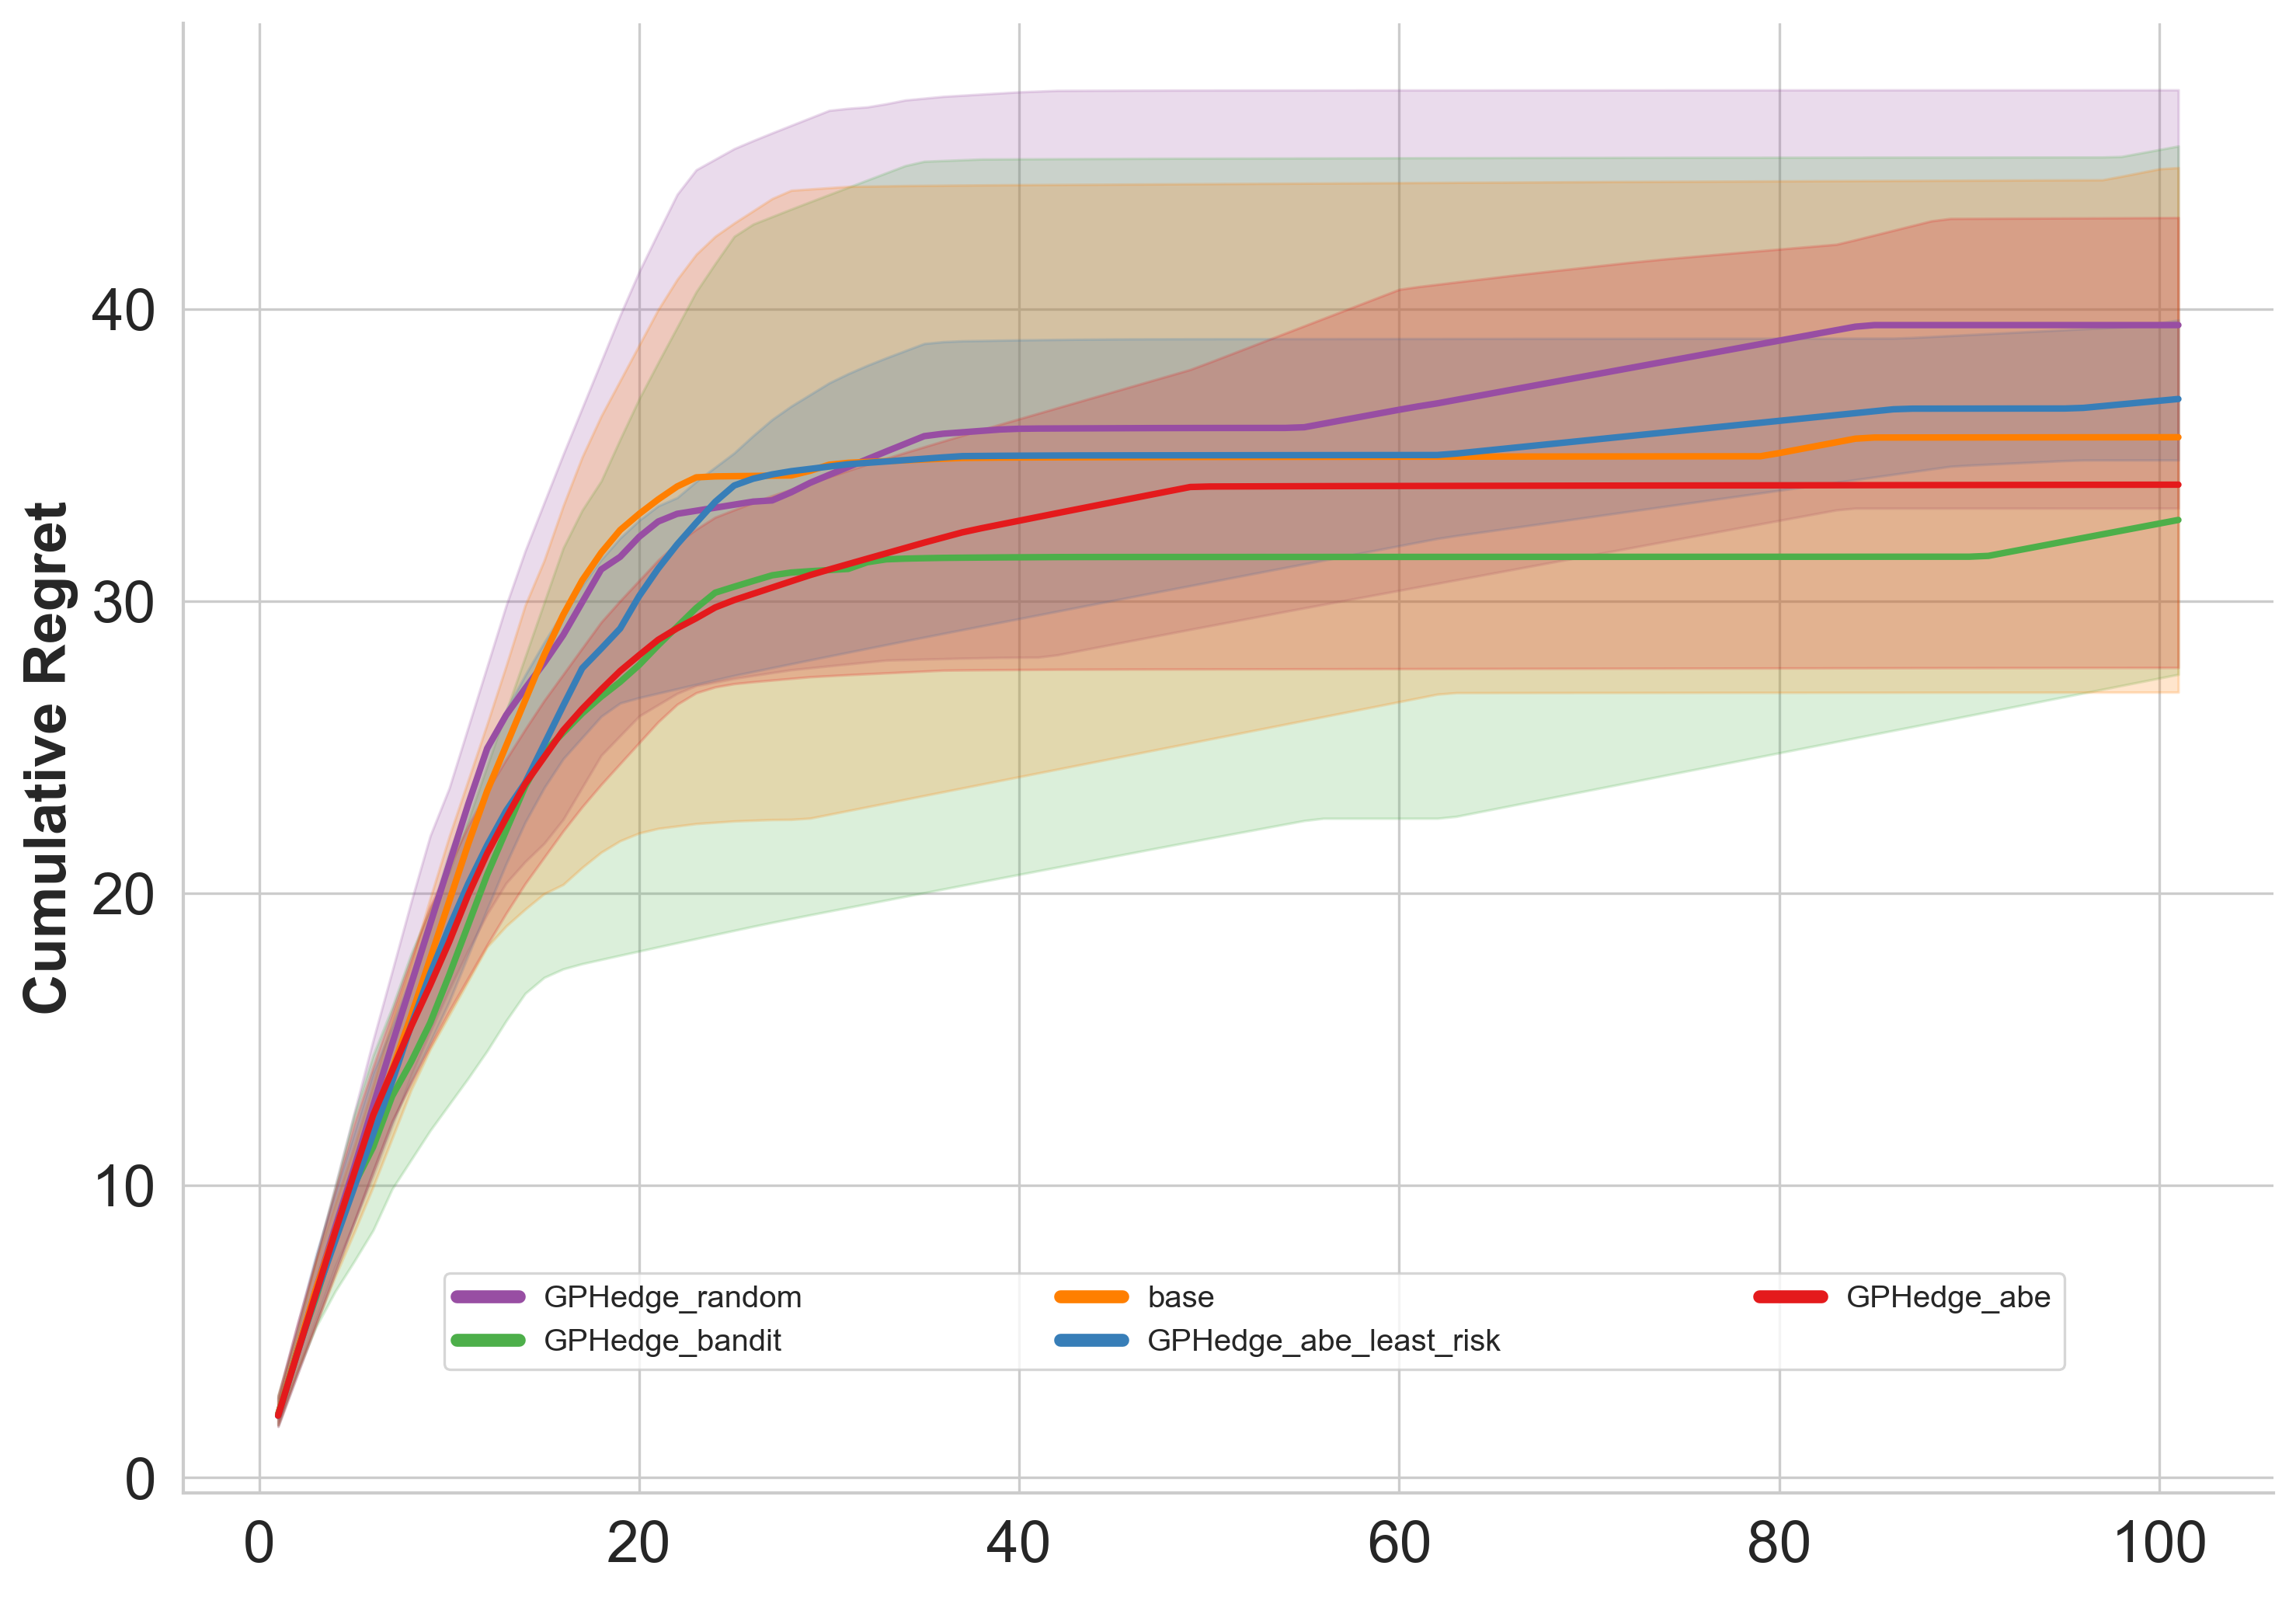 Cumulative Regret
40
30
20
10
0
GPHedge_random
GPHedge_bandit
base
GPHedge_abe_least_risk
GPHedge_abe
0 20 40 60 80 100